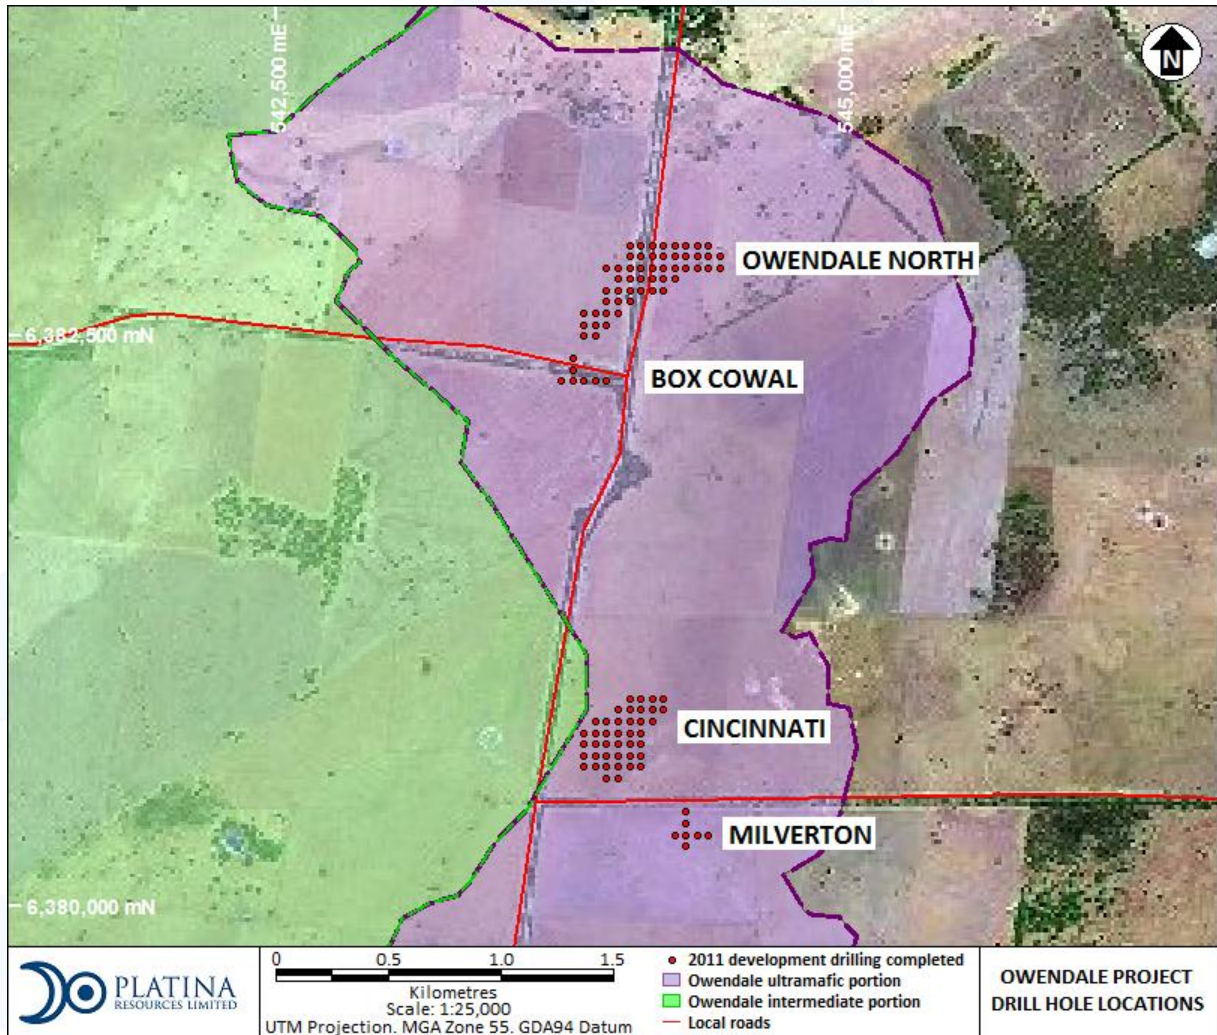 542,500 mE
545,000 mE
N
OWENDALE NORTH
6,382,500 mN
BOX COWAL
CINCINNATI
MILVERTON
6,380,000 mN
PLATINA
RESOURCES LIMITED
0 0.5 1.0 1.5
Kilometres
Scale: 1:25,000
UTM Projection. MGA Zone 55. GDA94 Datum
2011 development drilling completed
Owendale ultramafic portion
Owendale intermediate portion
Local roads
OWENDALE PROJECT
DRILL HOLE LOCATIONS